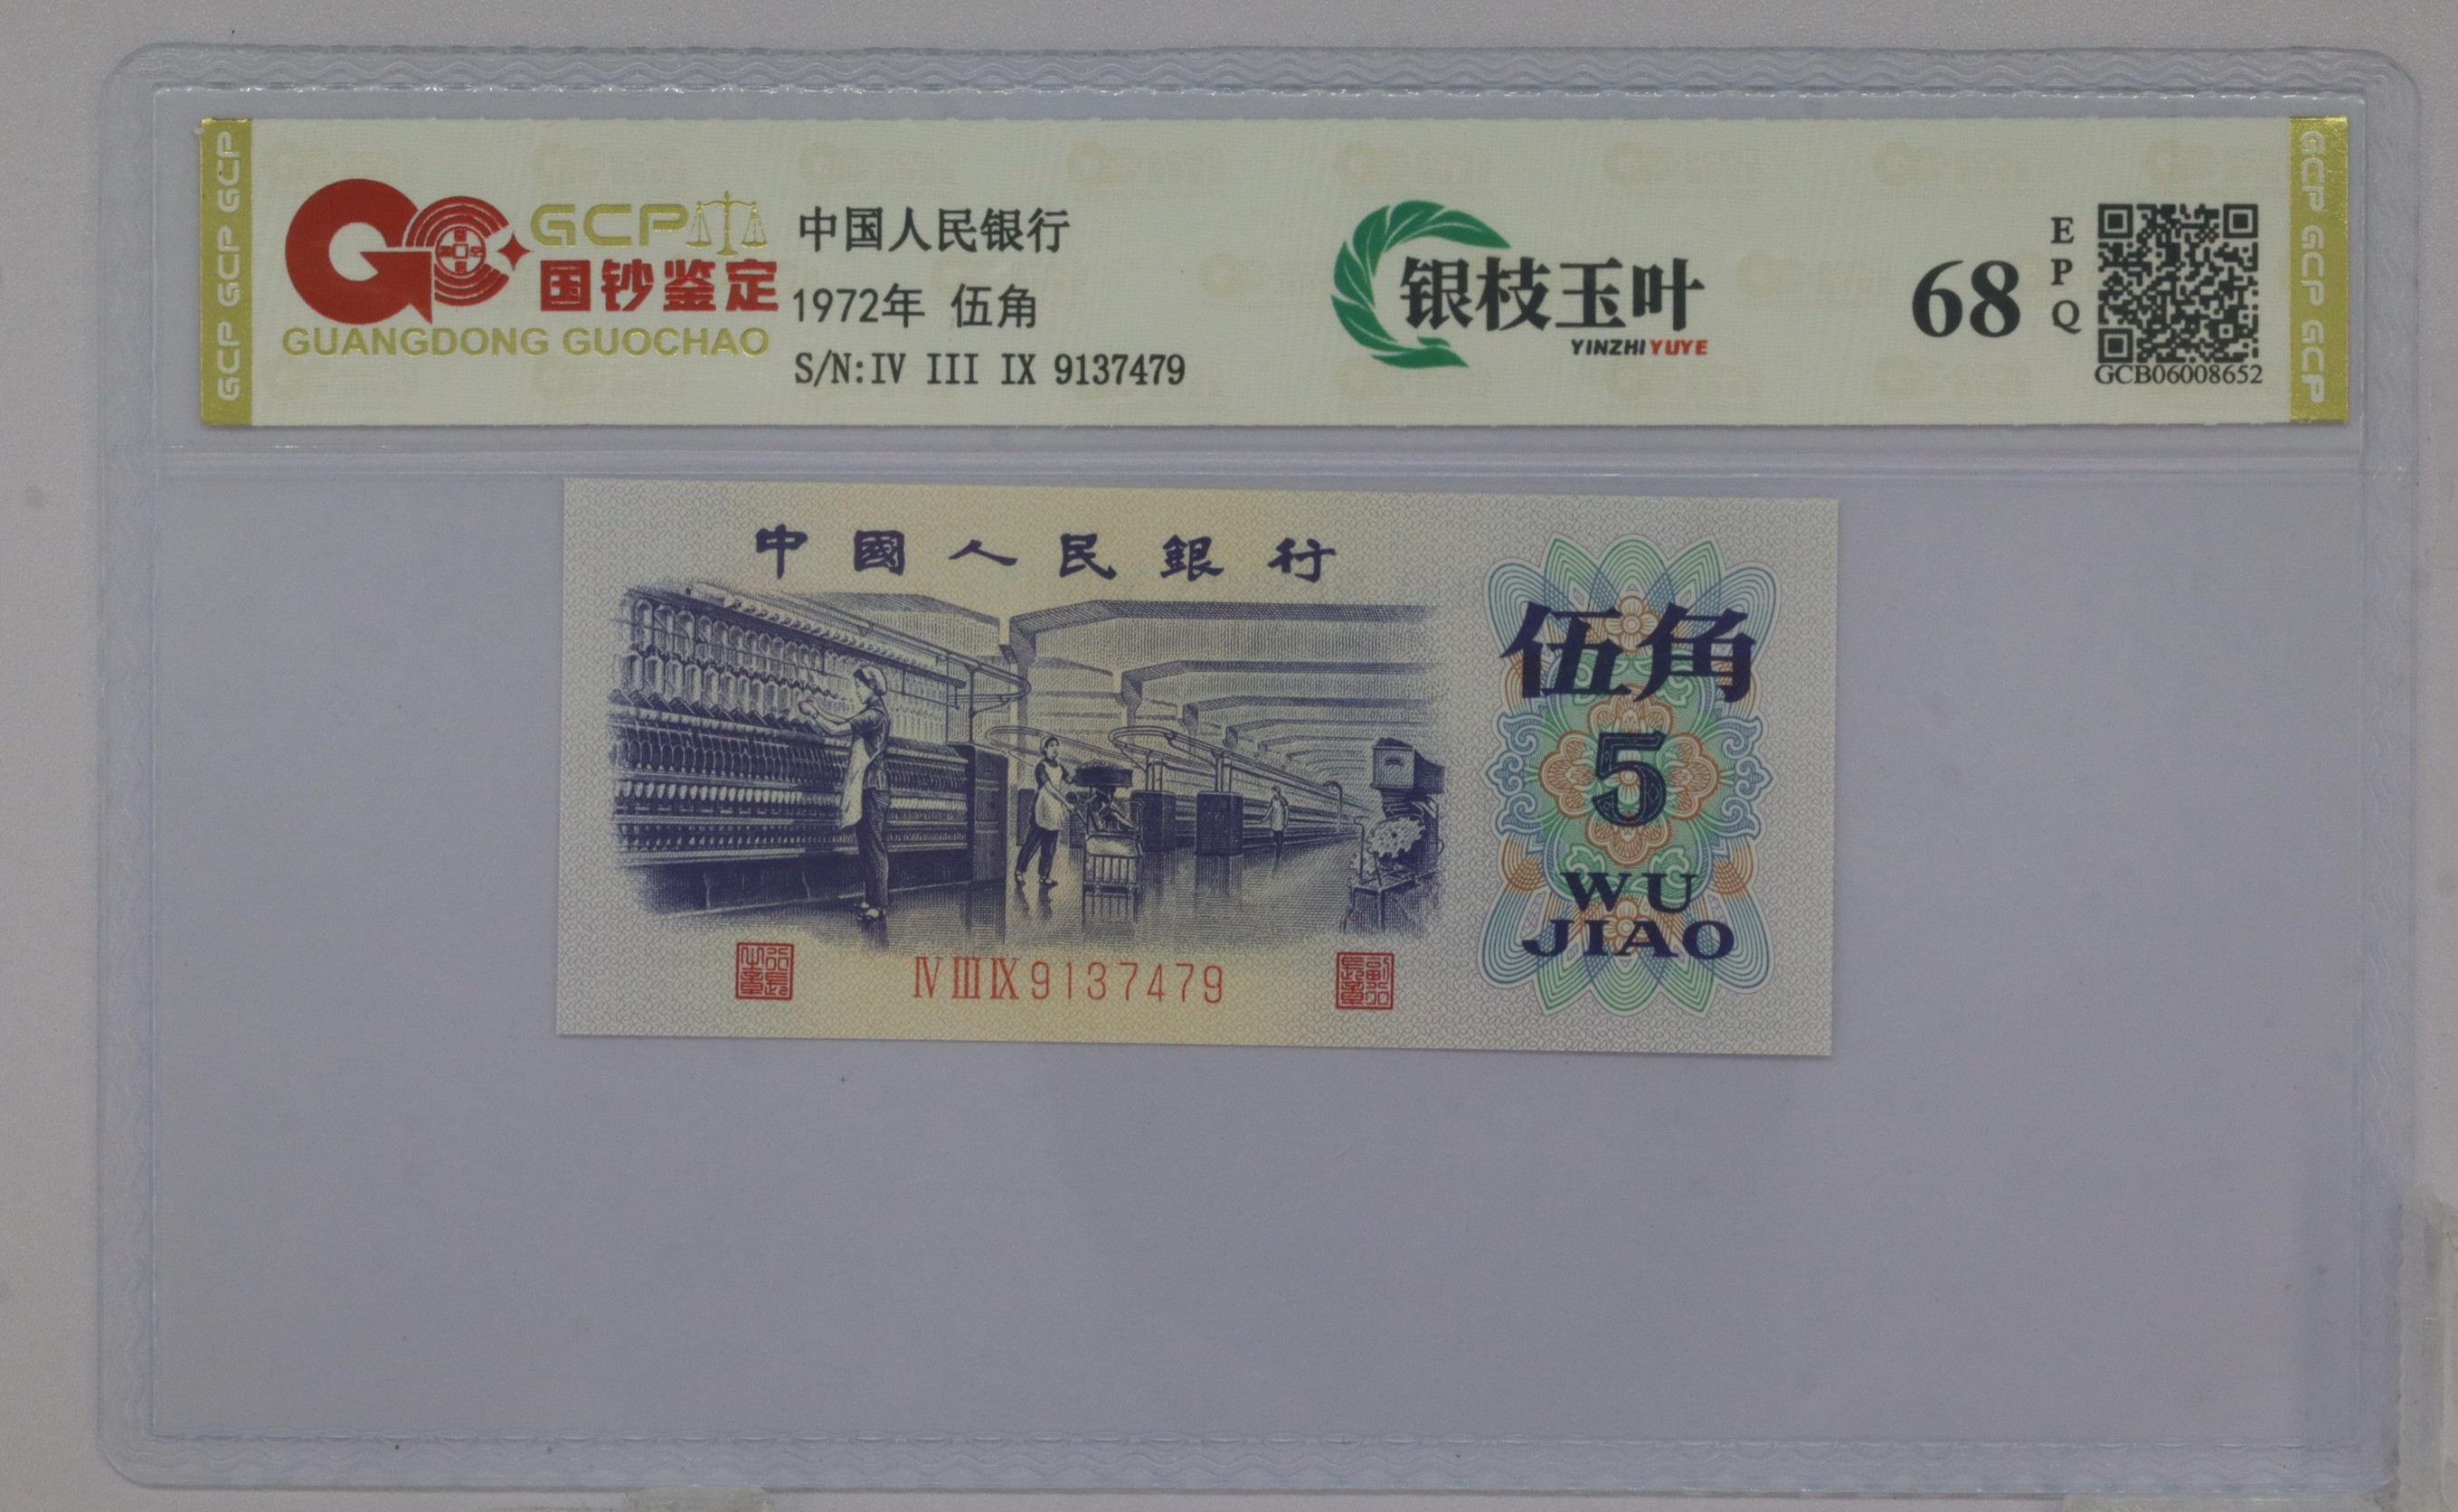 GCP GCP GCP
GCP
国钞鉴定
GUANGDONG GUOCHAO
中国人民银行
1972年 伍角
S/N:IV III IX 9137479
银枝玉叶
YINZHI YUYE
68
EPQ
GCB06008652
GCP GCP GCP
中國人民銀行
伍角
5
WU
JIAO
IV III IX 9137479